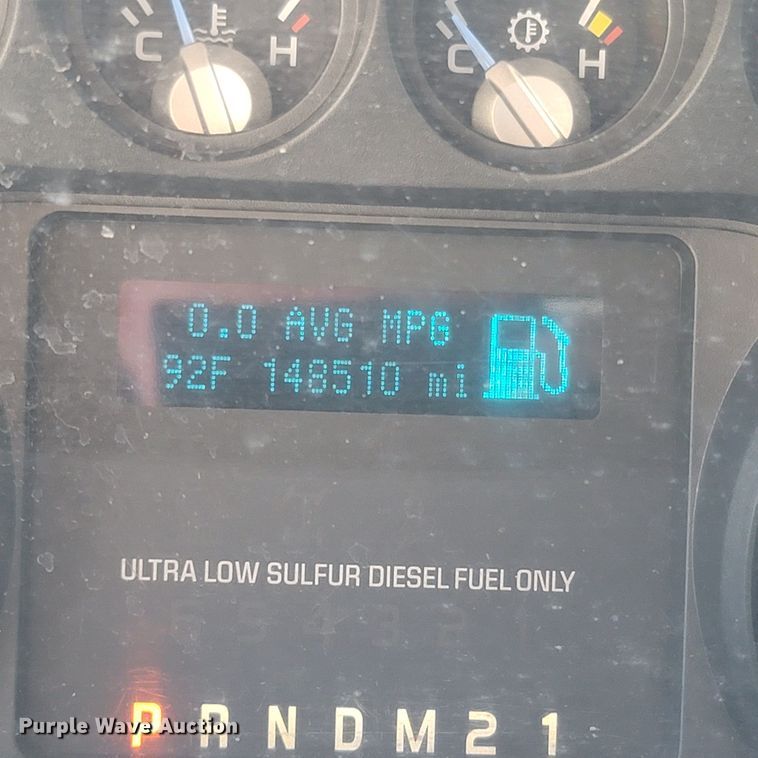 C H C H
0.0 AVG MPG
92F 148510 mi
ULTRA LOW SULFUR DIESEL FUEL ONLY
P R N D M 2 1
Purple Wave Auction